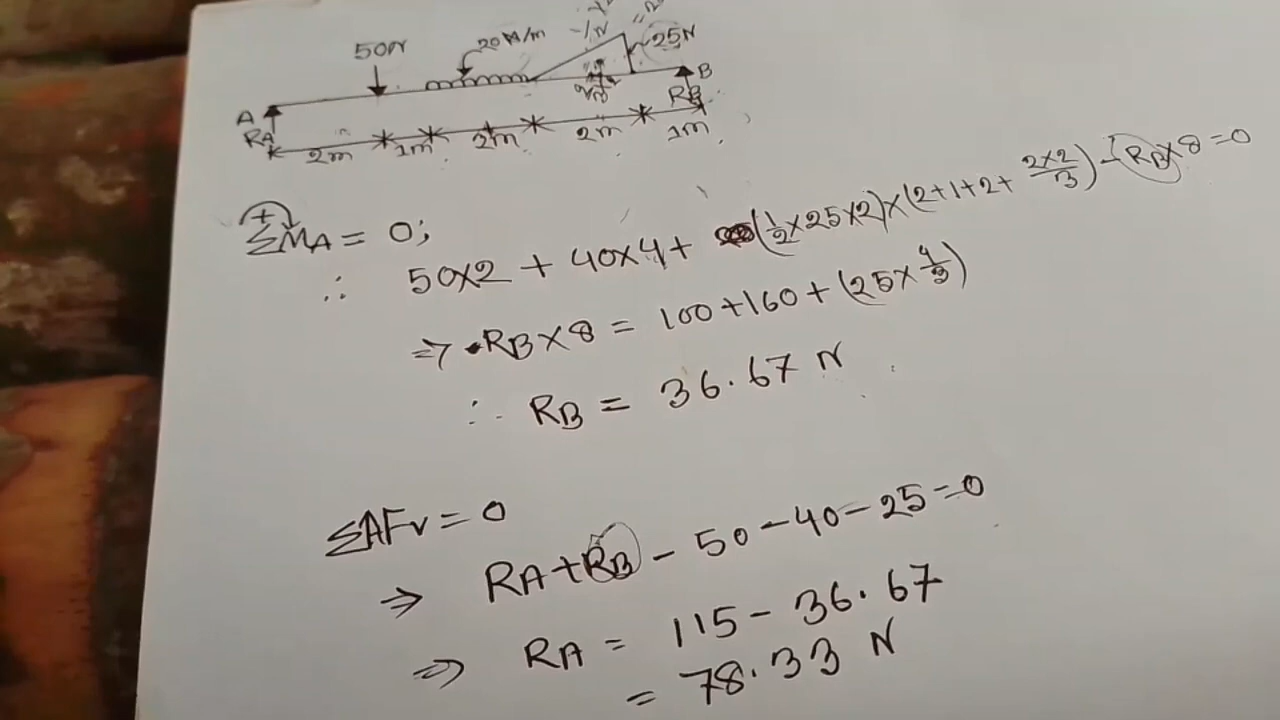 50N 20 N/m 25N
A B
RA RB
2m 1m 2m 2m 1m
ΣMA = 0;
∴ 50×2 + 40×4 + (1/2×25×2)×(2+1+2+ 2×2/3) - RB×8 = 0
⇒ RB×8 = 100+160+(25×4/3)
∴ RB = 36.67 N
ΣAFv = 0
⇒ RA+RB - 50 - 40 - 25 = 0
⇒ RA = 115 - 36.67
= 78.33 N